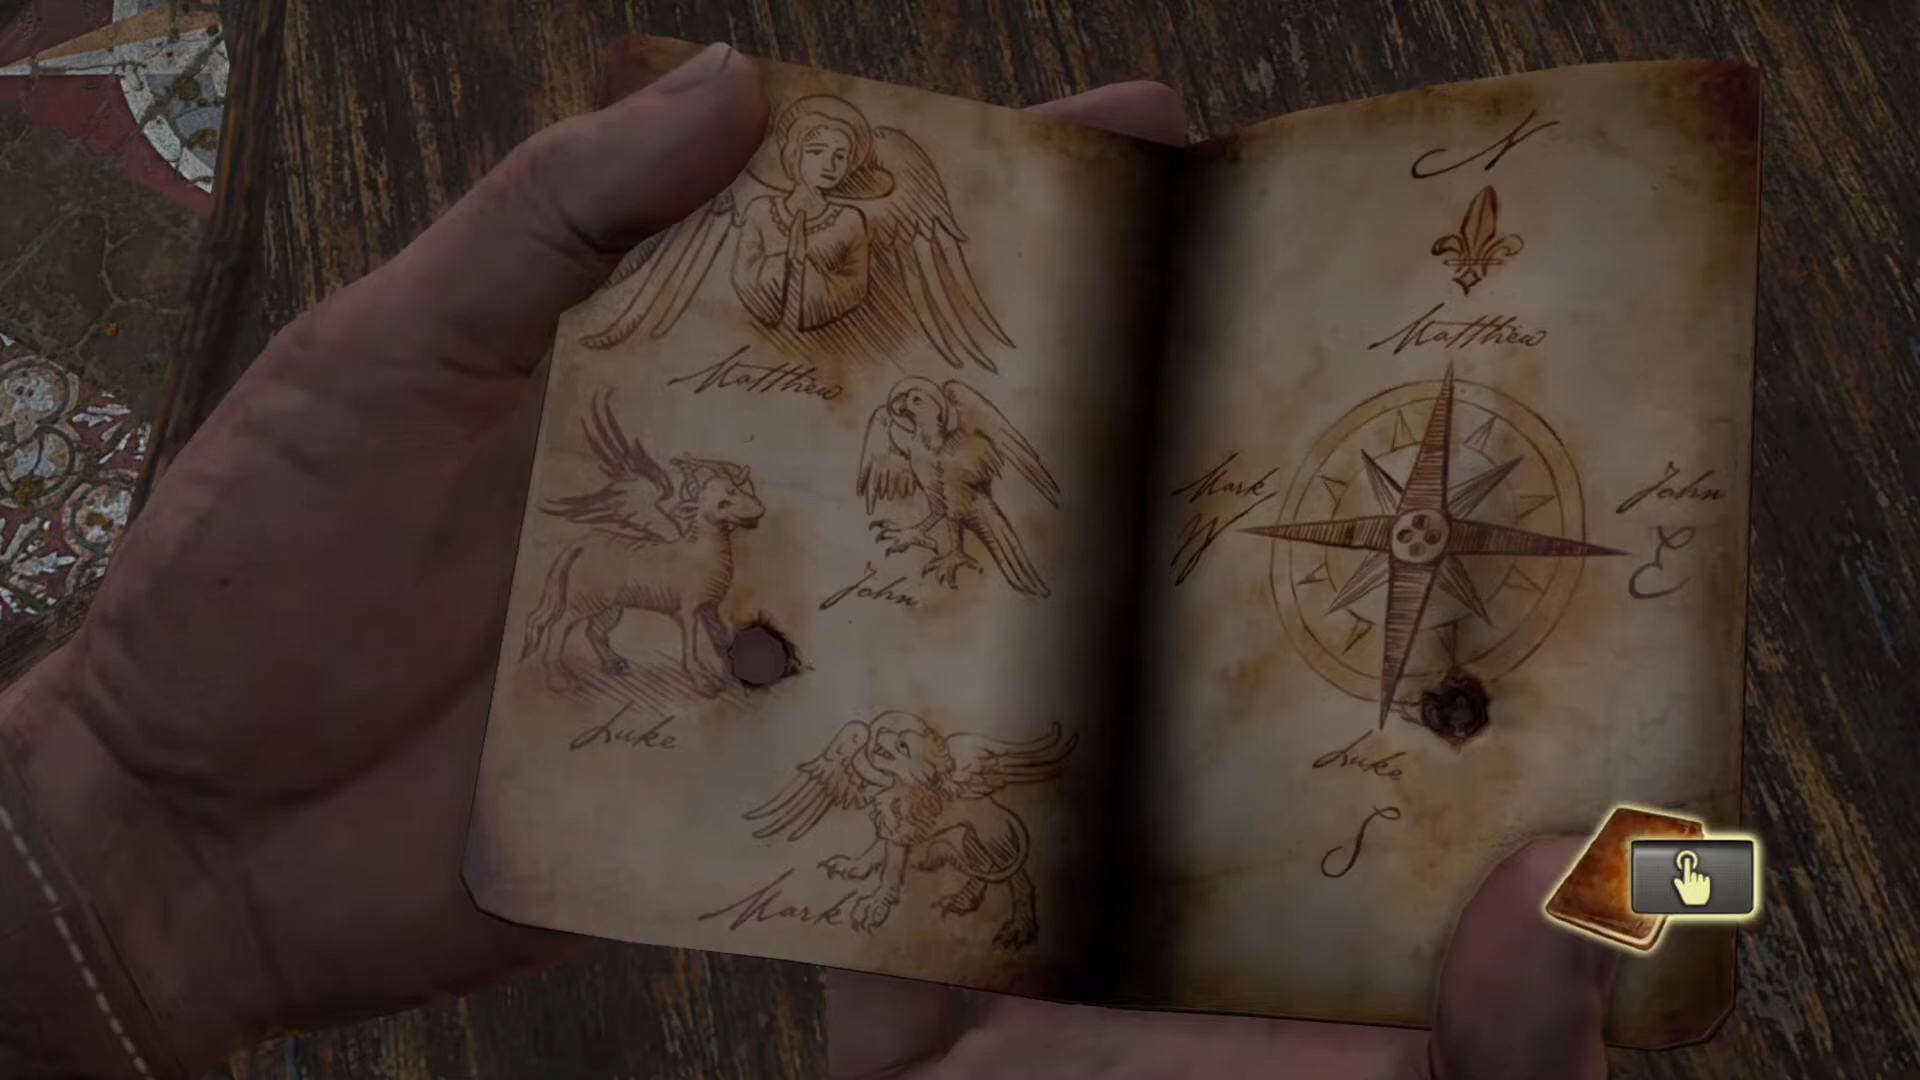 Matthew
John
Luke
Mark
N
Matthew
Mark
John
W
E
Luke
S